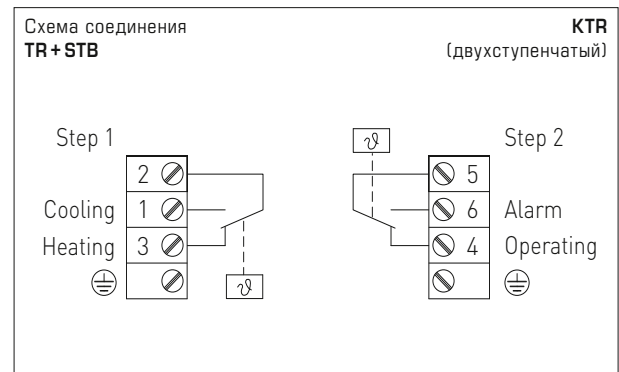 Схема соединения
TR + STB
KTR
(двухступенчатый)
Step 1
2
Cooling 1
Heating 3
ϑ
ϑ
Step 2
5
6 Alarm
4 Operating